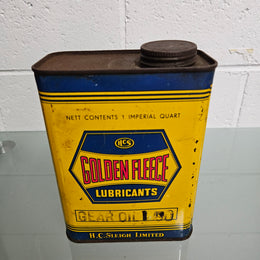 NETT CONTENTS 1 IMPERIAL QUART
HCS
GOLDEN FLEECE
LUBRICANTS
GEAR OIL
H.C. SLEIGH LIMITED